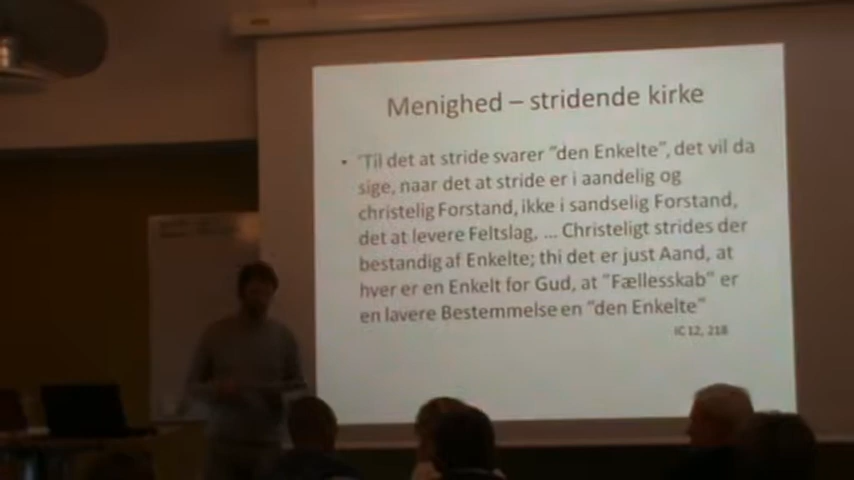 Menighed – stridende kirke
• "Til det at stride svarer "den Enkelte", det vil da
sige, naar det at stride er i aandelig og
christelig Forstand, ikke i sandselig Forstand,
det at levere Feltslag, ... Christeligt strides der
bestandig af Enkelte; thi det er just Aand, at
hver er en Enkelt for Gud, at "Fællesskab" er
en lavere Bestemmelse en "den Enkelte"
IC 12, 218